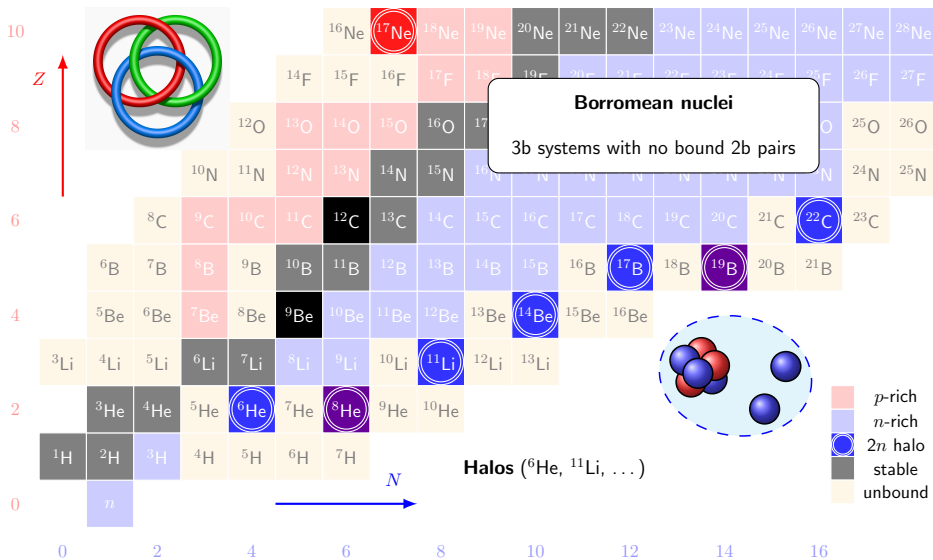 10 ¹⁶Ne ¹⁷Ne ¹⁸Ne ¹⁹Ne ²⁰Ne ²¹Ne ²²Ne ²³Ne ²⁴Ne ²⁵Ne ²⁶Ne ²⁷Ne ²⁸Ne
Z
¹⁴F ¹⁵F ¹⁶F ¹⁷F ¹⁸F ¹⁹F ²⁶F ²⁷F
Borromean nuclei
3b systems with no bound 2b pairs
8 ¹²O ¹³O ¹⁴O ¹⁵O ¹⁶O ²⁵O ²⁶O
¹⁰N ¹¹N ¹²N ¹³N ¹⁴N ¹⁵N ²⁴N ²⁵N
6 ⁸C ⁹C ¹⁰C ¹¹C ¹²C ¹³C ¹⁴C ¹⁵C ¹⁶C ¹⁷C ¹⁸C ¹⁹C ²⁰C ²¹C ²²C ²³C
⁶B ⁷B ⁸B ⁹B ¹⁰B ¹¹B ¹²B ¹³B ¹⁴B ¹⁵B ¹⁶B ¹⁷B ¹⁸B ¹⁹B ²⁰B ²¹B
4 ⁵Be ⁶Be ⁷Be ⁸Be ⁹Be ¹⁰Be ¹¹Be ¹²Be ¹³Be ¹⁴Be ¹⁵Be ¹⁶Be
³Li ⁴Li ⁵Li ⁶Li ⁷Li ⁸Li ⁹Li ¹⁰Li ¹¹Li ¹²Li ¹³Li
2 ³He ⁴He ⁵He ⁶He ⁷He ⁸He ⁹He ¹⁰He
¹H ²H ³H ⁴H ⁵H ⁶H ⁷H
0 n
N
Halos (⁶He, ¹¹Li, . . . )
p-rich
n-rich
2n halo
stable
unbound
0 2 4 6 8 10 12 14 16